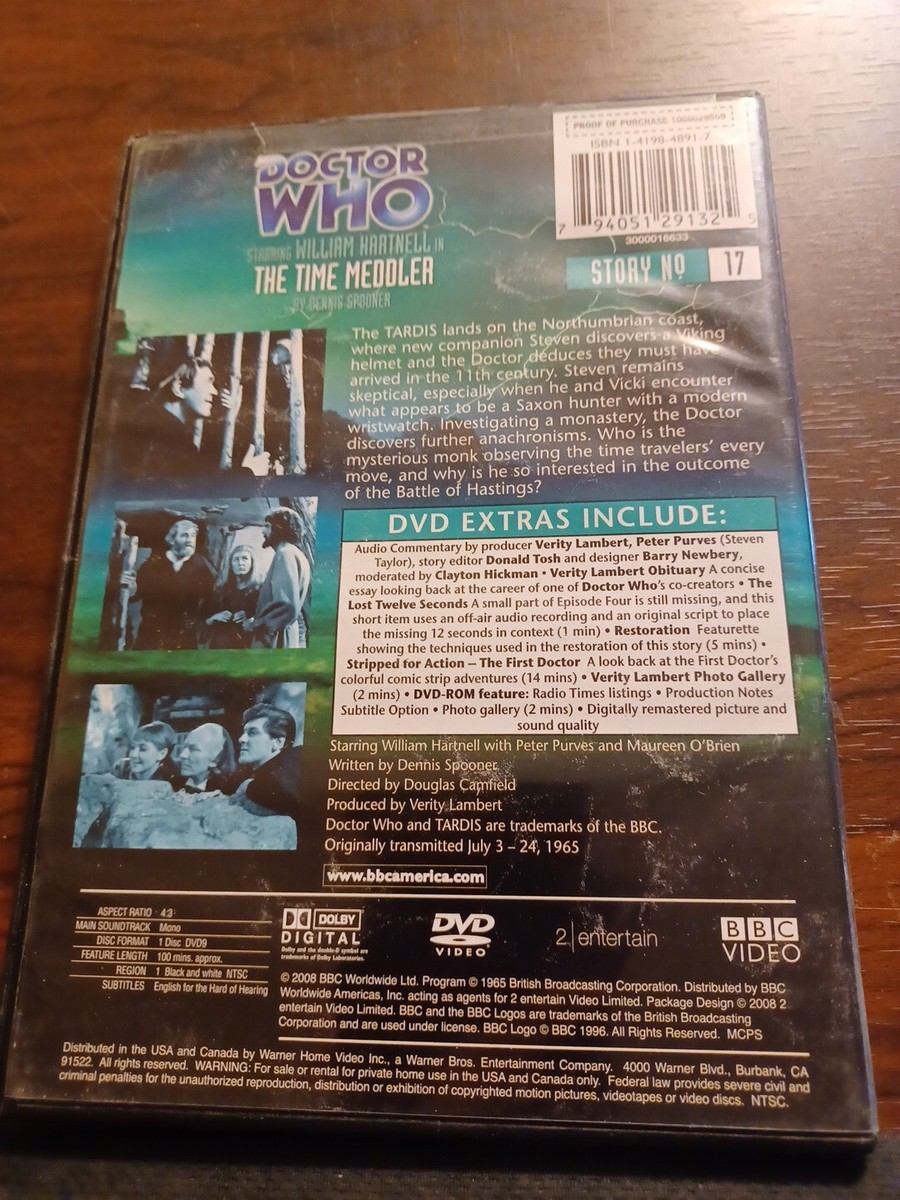 PROOF OF PURCHASE 1000029559
ISBN 1-4198-4891-7
7 94051 29132 5
3000016633
DOCTOR
WHO
STARRING WILLIAM HARTNELL IN
THE TIME MEDDLER
BY DENNIS SPOONER
STORY Nº 17
The TARDIS lands on the Northumbrian coast,
where new companion Steven discovers a Viking
helmet and the Doctor deduces they must have
arrived in the 11th century. Steven remains
skeptical, especially when he and Vicki encounter
what appears to be a Saxon hunter with a modern
wristwatch. Investigating a monastery, the Doctor
discovers further anachronisms. Who is the
mysterious monk observing the time travelers' every
move, and why is he so interested in the outcome
of the Battle of Hastings?
DVD EXTRAS INCLUDE:
Audio Commentary by producer Verity Lambert, Peter Purves (Steven
Taylor), story editor Donald Tosh and designer Barry Newbery,
moderated by Clayton Hickman • Verity Lambert Obituary A concise
essay looking back at the career of one of Doctor Who's co-creators • The
Lost Twelve Seconds A small part of Episode Four is still missing, and this
short item uses an off-air audio recording and an original script to place
the missing 12 seconds in context (1 min) • Restoration Featurette
showing the techniques used in the restoration of this story (5 mins) •
Stripped for Action – The First Doctor A look back at the First Doctor's
colorful comic strip adventures (14 mins) • Verity Lambert Photo Gallery
(2 mins) • DVD-ROM feature: Radio Times listings • Production Notes
Subtitle Option • Photo gallery (2 mins) • Digitally remastered picture and
sound quality
Starring William Hartnell with Peter Purves and Maureen O'Brien
Written by Dennis Spooner
Directed by Douglas Camfield
Produced by Verity Lambert
Doctor Who and TARDIS are trademarks of the BBC.
Originally transmitted July 3 – 24, 1965
www.bbcamerica.com
ASPECT RATIO 4:3
MAIN SOUNDTRACK Mono
DISC FORMAT 1 Disc DVD9
FEATURE LENGTH 100 mins. approx.
REGION 1 Black and white NTSC
SUBTITLES English for the Hard of Hearing
DOLBY
DIGITAL
Dolby and the double-D symbol are
trademarks of Dolby Laboratories.
DVD
VIDEO
2|entertain
BBC
VIDEO
© 2008 BBC Worldwide Ltd. Program © 1965 British Broadcasting Corporation. Distributed by BBC
Worldwide Americas, Inc. acting as agents for 2 entertain Video Limited. Package Design © 2008 2
entertain Video Limited. BBC and the BBC Logos are trademarks of the British Broadcasting
Corporation and are used under license. BBC Logo © BBC 1996. All Rights Reserved. MCPS
Distributed in the USA and Canada by Warner Home Video Inc., a Warner Bros. Entertainment Company. 4000 Warner Blvd., Burbank, CA
91522. All rights reserved. WARNING: For sale or rental for private home use in the USA and Canada only. Federal law provides severe civil and
criminal penalties for the unauthorized reproduction, distribution or exhibition of copyrighted motion pictures, videotapes or video discs. NTSC.